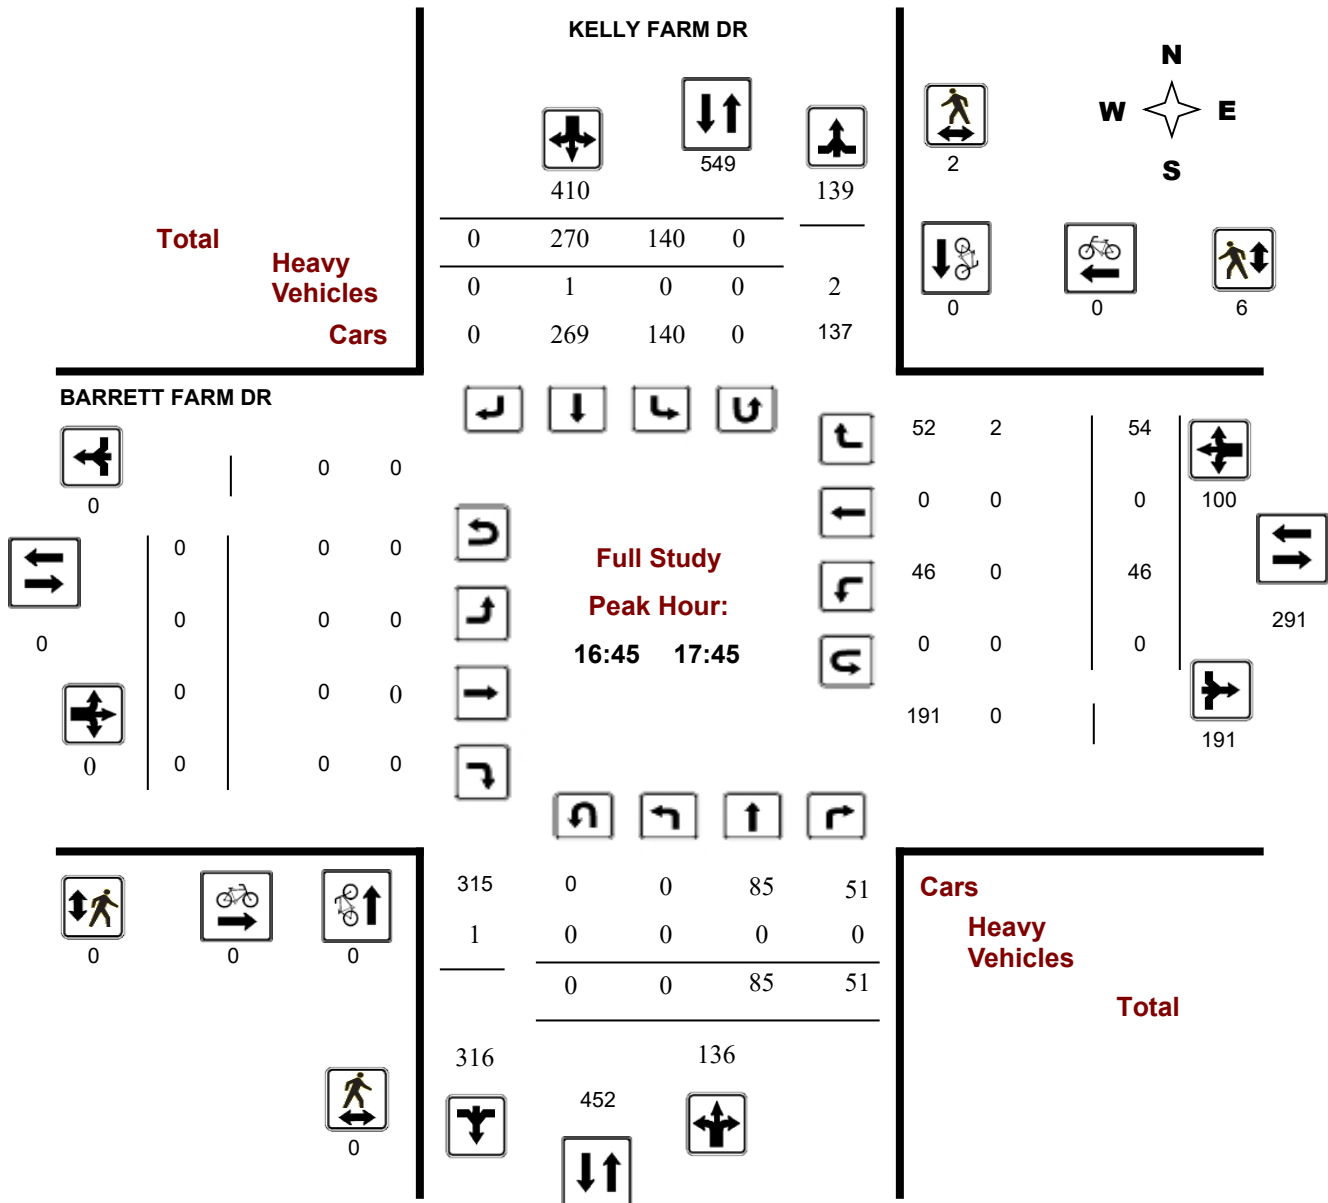 KELLY FARM DR
N
W E
S
549
2
410 139
Total
0 270 140 0
Heavy
Vehicles
0 1 0 0 2
0 0 6
Cars
0 269 140 0 137
BARRETT FARM DR
52 2 54
0 0
0
0 0 0 100
0 0 0
Full Study
46 0 46
Peak Hour:
0 0 0
291
0
16:45 17:45
0 0 0
0 0 0
191 0
191
0 0 0 0
315 0 0 85 51
Cars
1 0 0 0 0
Heavy
Vehicles
0 0 0
0 0 85 51
Total
316 136
452
0